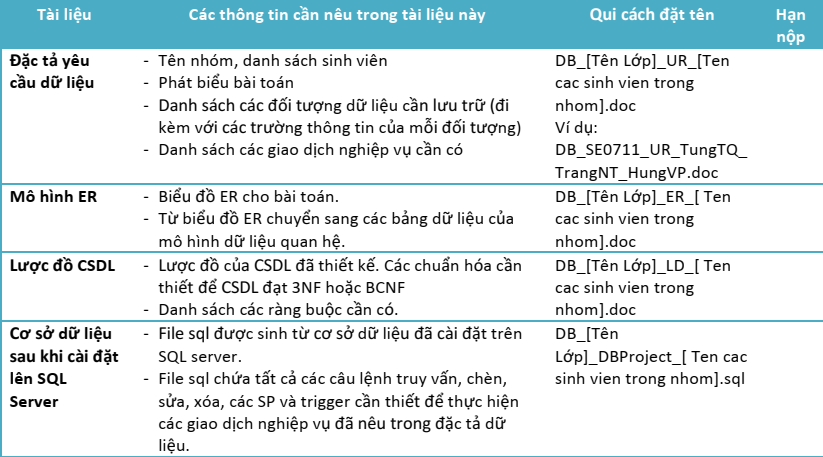 Tài liệu
Các thông tin cần nêu trong tài liệu này
Qui cách đặt tên
Hạn
nộp
Đặc tả yêu
cầu dữ liệu
- Tên nhóm, danh sách sinh viên
- Phát biểu bài toán
- Danh sách các đối tượng dữ liệu cần lưu trữ (đi
kèm với các trường thông tin của mỗi đối tượng)
- Danh sách các giao dịch nghiệp vụ cần có
DB_[Tên Lớp]_UR_[Ten
cac sinh vien trong
nhom].doc
Ví dụ:
DB_SE0711_UR_TungTQ_
TrangNT_HungVP.doc
Mô hình ER
- Biểu đồ ER cho bài toán.
- Từ biểu đồ ER chuyển sang các bảng dữ liệu của
mô hình dữ liệu quan hệ.
DB_[Tên Lớp]_ER_[ Ten
cac sinh vien trong
nhom].doc
Lược đồ CSDL
- Lược đồ của CSDL đã thiết kế. Các chuẩn hóa cần
thiết để CSDL đạt 3NF hoặc BCNF
- Danh sách các ràng buộc cần có.
DB_[Tên Lớp]_LD_[ Ten
cac sinh vien trong
nhom].doc
Cơ sở dữ liệu
sau khi cài đặt
lên SQL
Server
- File sql được sinh từ cơ sở dữ liệu đã cài đặt trên
SQL server.
- File sql chứa tất cả các câu lệnh truy vấn, chèn,
sửa, xóa, các SP và trigger cần thiết để thực hiện
các giao dịch nghiệp vụ đã nêu trong đặc tả dữ
liệu.
DB_[Tên
Lớp]_DBProject_[ Ten cac
sinh vien trong nhom].sql